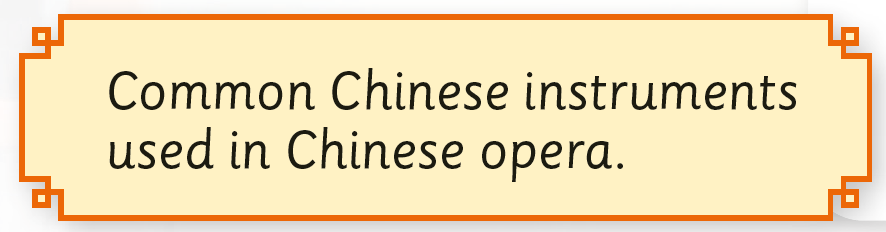 Common Chinese instruments
used in Chinese opera.